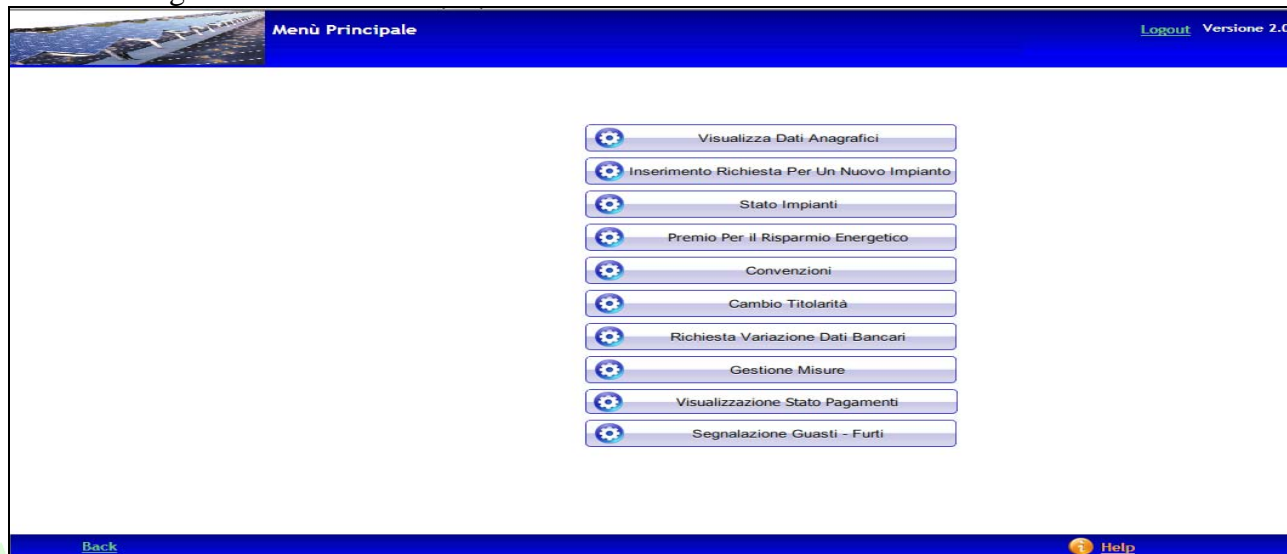 Menù Principale
Logout Versione 2.0
Visualizza Dati Anagrafici
Inserimento Richiesta Per Un Nuovo Impianto
Stato Impianti
Premio Per il Risparmio Energetico
Convenzioni
Cambio Titolarità
Richiesta Variazione Dati Bancari
Gestione Misure
Visualizzazione Stato Pagamenti
Segnalazione Guasti - Furti
Back
Help